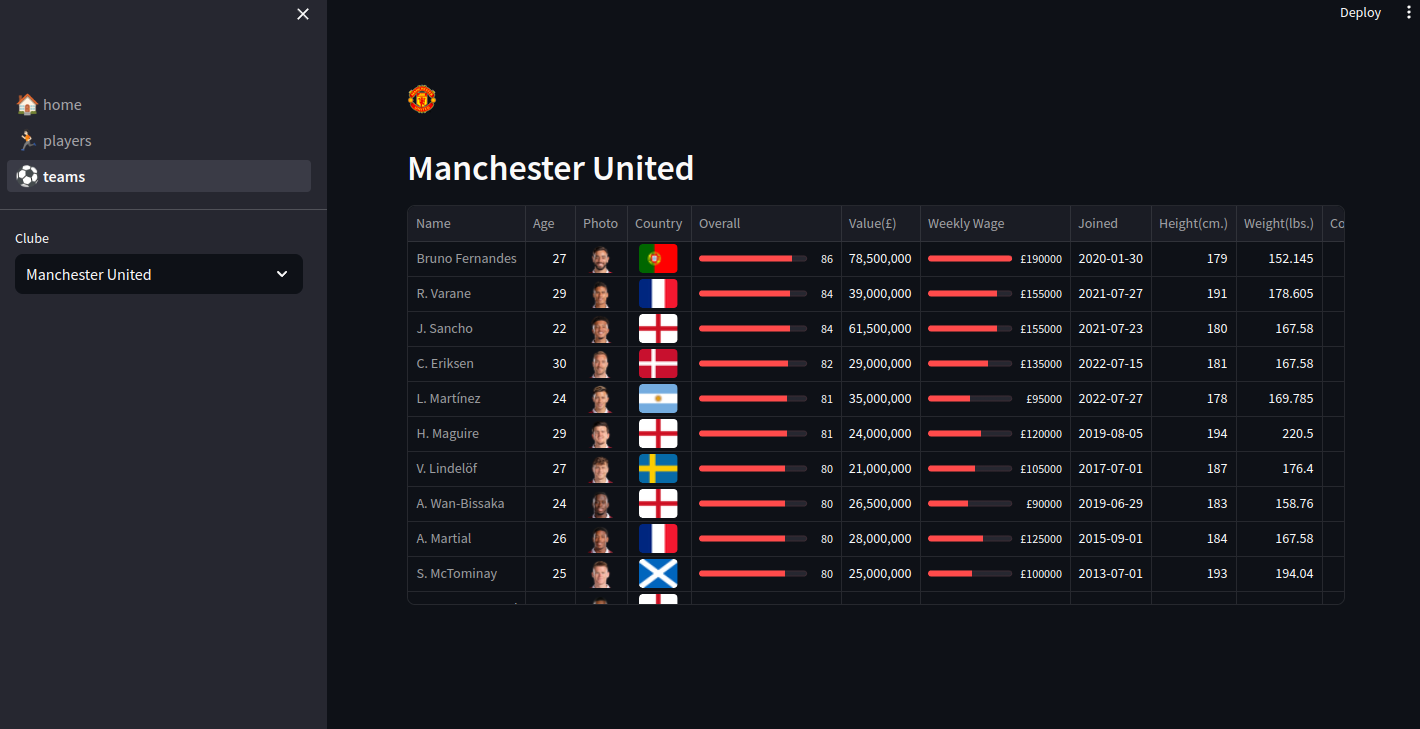 Deploy
home
players
teams
Clube
Manchester United
Manchester United
Name Age Photo Country Overall Value(£) Weekly Wage Joined Height(cm.) Weight(lbs.) Co
Bruno Fernandes 27 86 78,500,000 £190000 2020-01-30 179 152.145
R. Varane 29 84 39,000,000 £155000 2021-07-27 191 178.605
J. Sancho 22 84 61,500,000 £155000 2021-07-23 180 167.58
C. Eriksen 30 82 29,000,000 £135000 2022-07-15 181 167.58
L. Martínez 24 81 35,000,000 £95000 2022-07-27 178 169.785
H. Maguire 29 81 24,000,000 £120000 2019-08-05 194 220.5
V. Lindelöf 27 80 21,000,000 £105000 2017-07-01 187 176.4
A. Wan-Bissaka 24 80 26,500,000 £90000 2019-06-29 183 158.76
A. Martial 26 80 28,000,000 £125000 2015-09-01 184 167.58
S. McTominay 25 80 25,000,000 £100000 2013-07-01 193 194.04